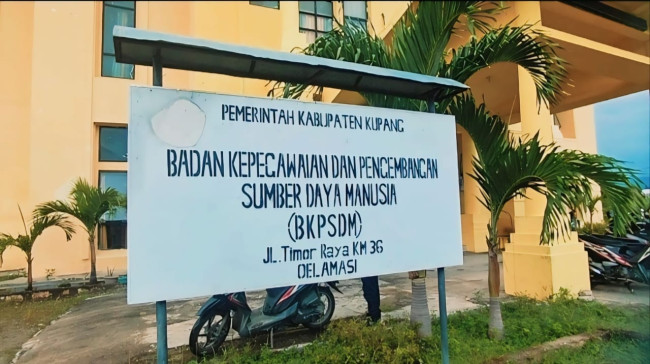 PEMERINTAH KABUPATEN KUPANG
BADAN KEPEGAWAIAN DAN PENGEMBANGAN
SUMBER DAYA MANUSIA
(BKPSDM)
JL. Timor Raya KM 36
OELAMASI